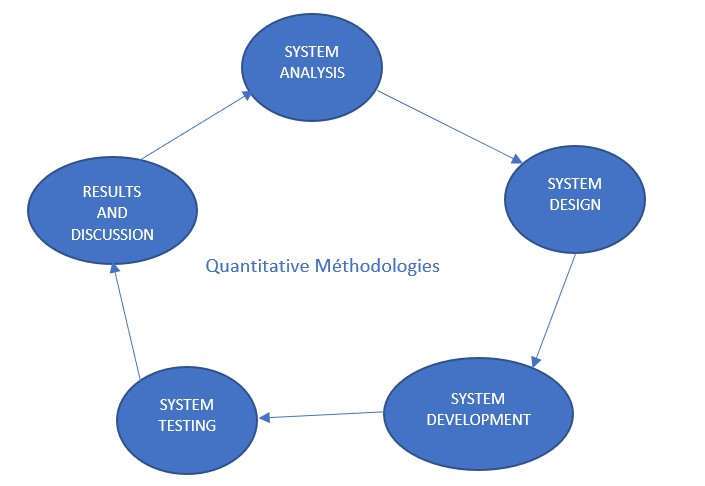 SYSTEM
ANALYSIS
SYSTEM
DESIGN
RESULTS
AND
DISCUSSION
Quantitative Méthodologies
SYSTEM
DEVELOPMENT
SYSTEM
TESTING